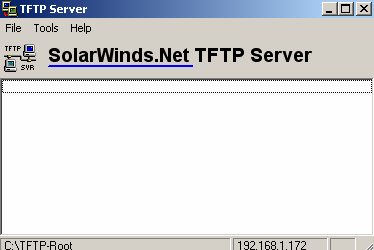 TFTP Server
File Tools Help
TFTP
SVR
SolarWinds.Net TFTP Server
C:\TFTP-Root 192.168.1.172